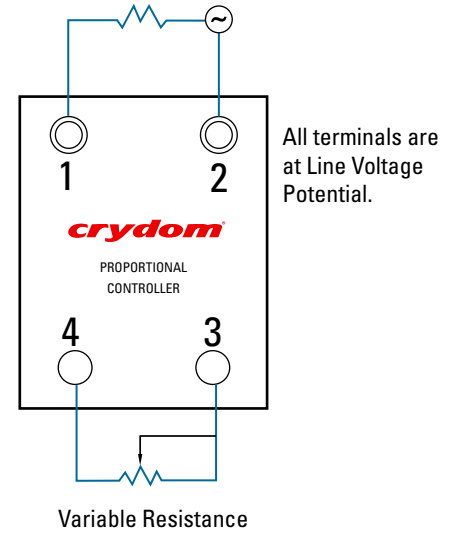 All terminals are
at Line Voltage
Potential.
1 2
crydom
PROPORTIONAL
CONTROLLER
4 3
Variable Resistance